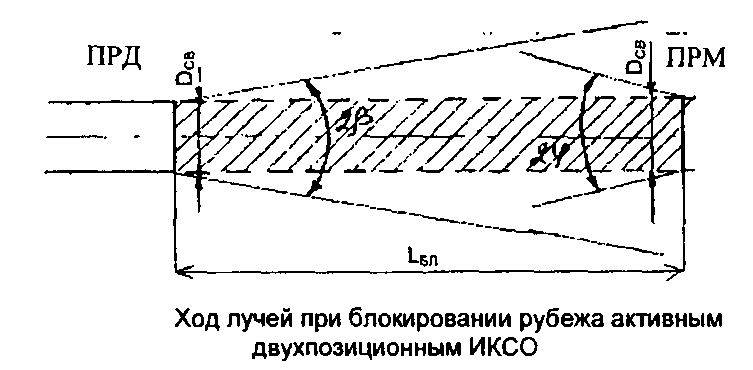 ПРД
Dсв
Dсв
ПРМ
2β
2φ
Lбл
Ход лучей при блокировании рубежа активным
двухпозиционным ИКСО